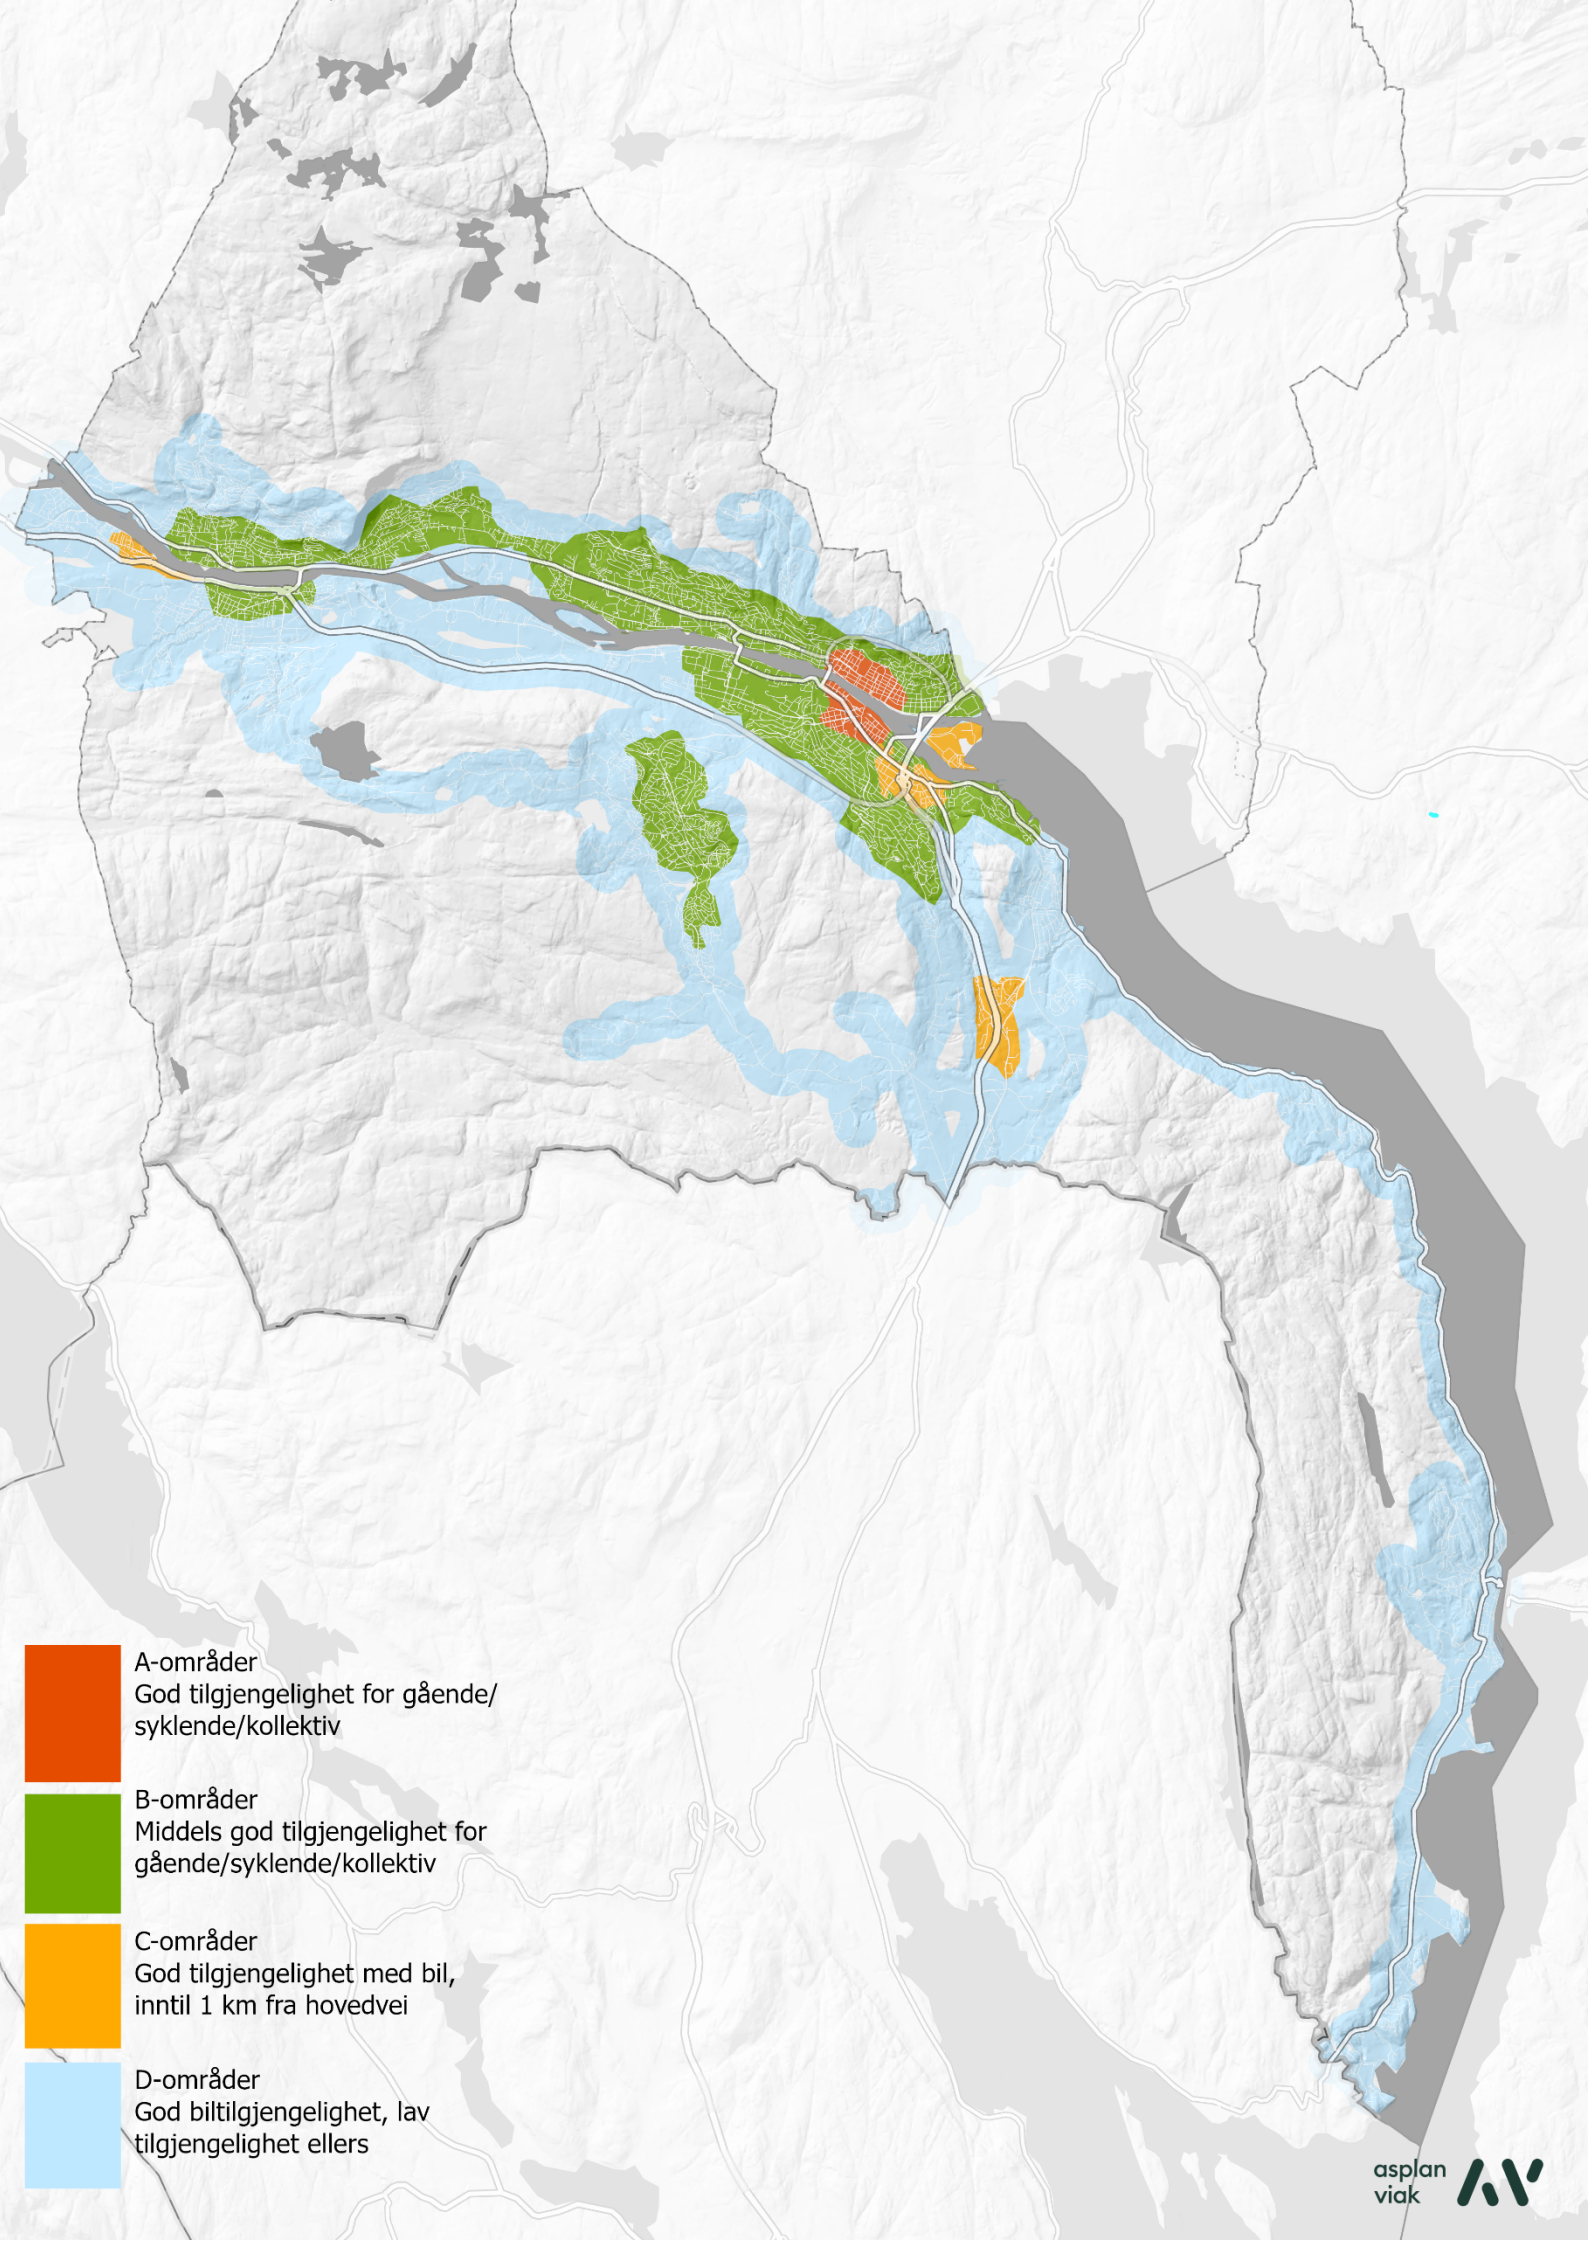 A-områder
God tilgjengelighet for gående/
syklende/kollektiv
B-områder
Middels god tilgjengelighet for
gående/syklende/kollektiv
C-områder
God tilgjengelighet med bil,
inntil 1 km fra hovedvei
D-områder
God biltilgjengelighet, lav
tilgjengelighet ellers
asplan
viak